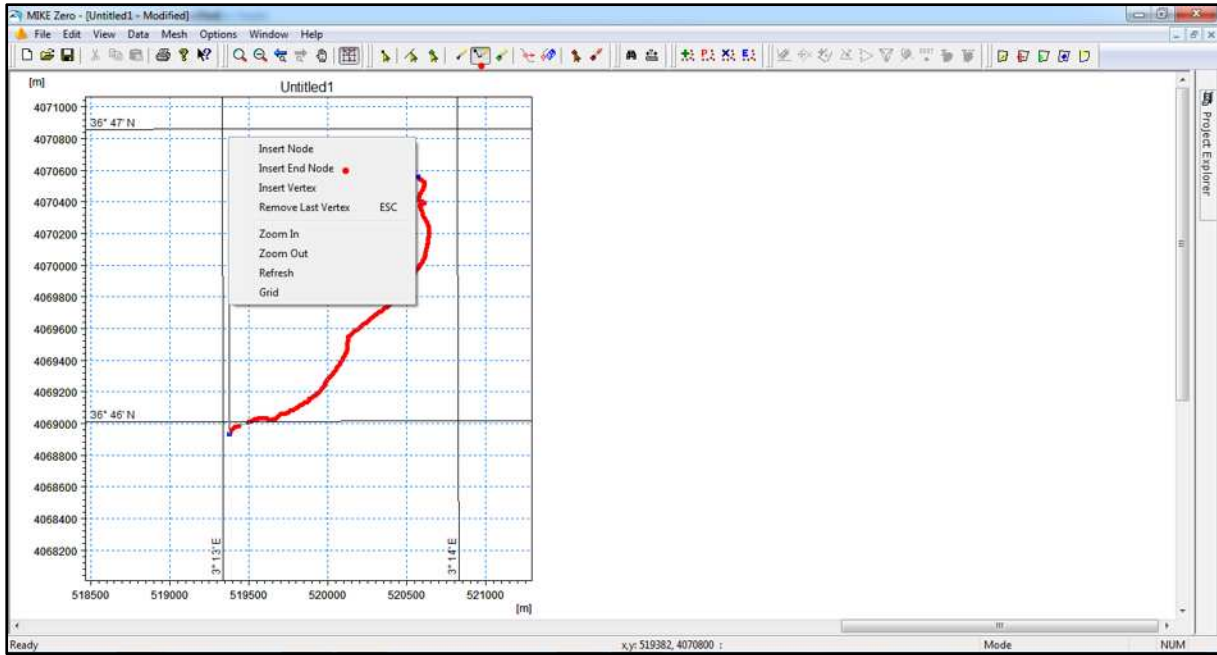 MIKE Zero - [Untitled1 - Modified]
File Edit View Data Mesh Options Window Help
[m]
Untitled1
4071000
36° 47' N
4070800
4070600
4070400
4070200
4070000
4069800
4069600
4069400
4069200
36° 46' N
4069000
4068800
4068600
4068400
4068200
Insert Node
Insert End Node
Insert Vertex
Remove Last Vertex ESC
Zoom In
Zoom Out
Refresh
Grid
3° 13' E
3° 14' E
518500 519000 519500 520000 520500 521000
[m]
Project Explorer
Ready x,y: 519382, 4070800 : Mode NUM